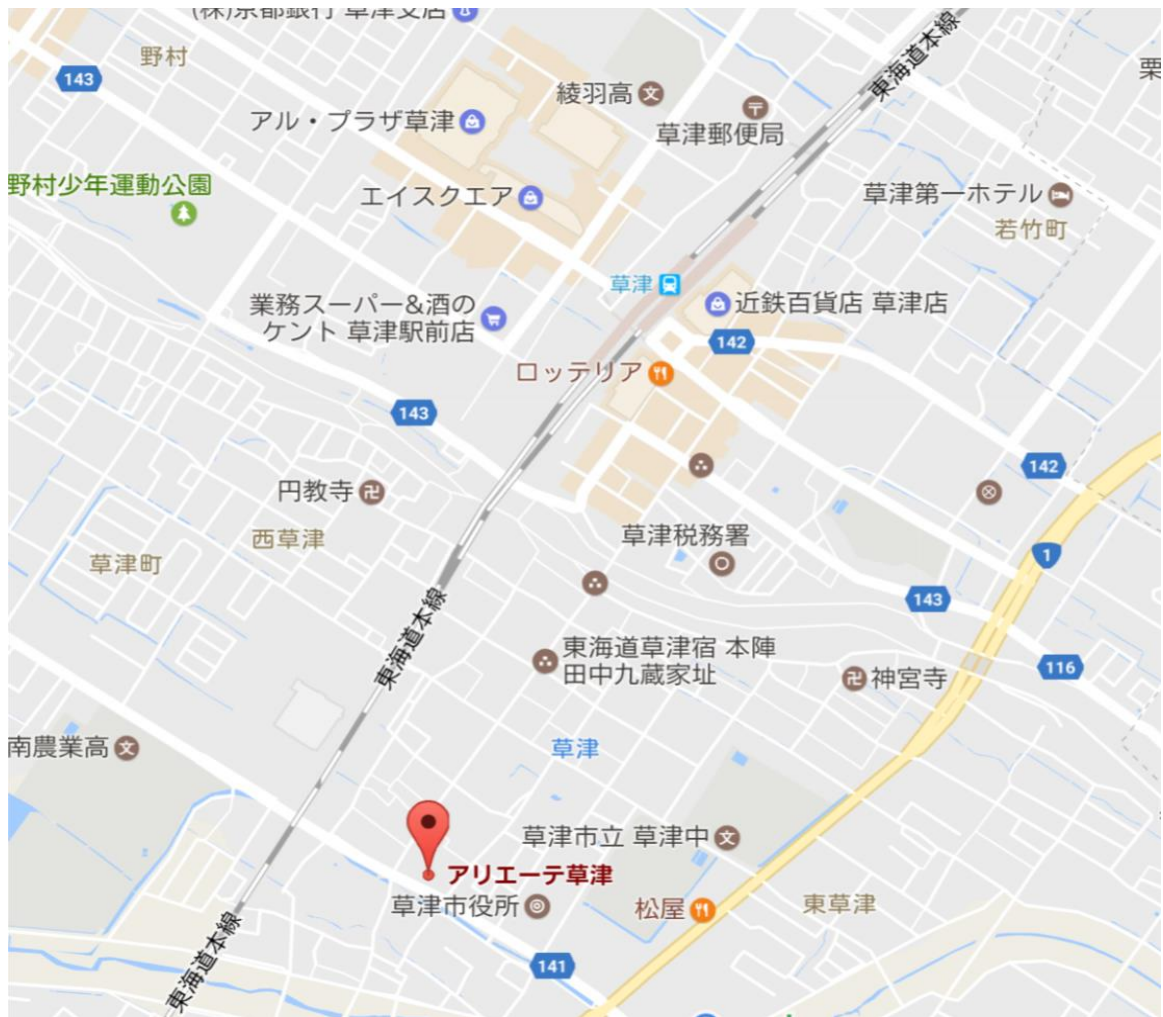 (株)京都銀行 草津支店
野村
143
綾羽高
東海道本線
栗
アル・プラザ草津
草津郵便局
野村少年運動公園
エイスクエア
草津第一ホテル
若竹町
草津
業務スーパー&酒の
ケント 草津駅前店
近鉄百貨店 草津店
142
ロッテリア
143
142
円教寺
西草津
草津税務署
草津町
1
143
東海道本線
東海道草津宿 本陣
田中九蔵家址
神宮寺
116
南農業高
草津
草津市立 草津中
アリエーテ草津
草津市役所
松屋
東草津
東海道本線
141